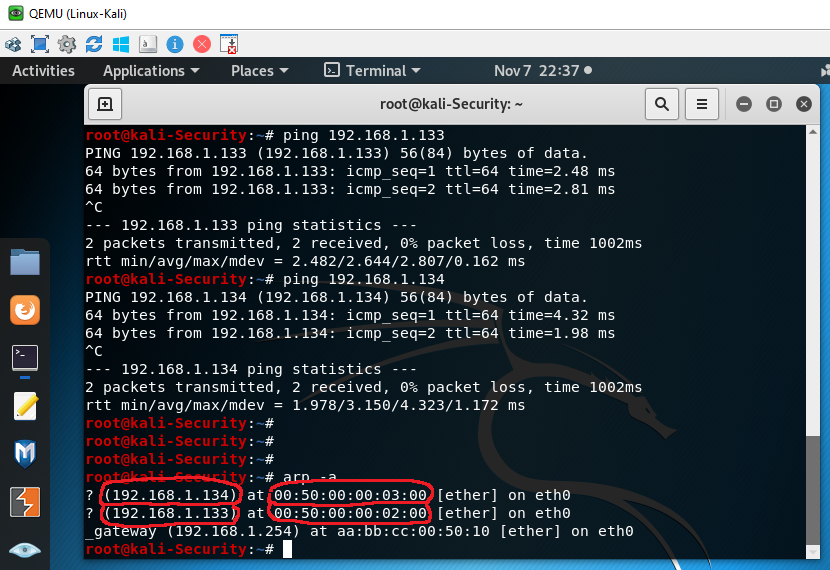 QEMU (Linux-Kali)
Activities Applications Places Terminal Nov 7 22:37
root@kali-Security: ~
root@kali-Security:~# ping 192.168.1.133
PING 192.168.1.133 (192.168.1.133) 56(84) bytes of data.
64 bytes from 192.168.1.133: icmp_seq=1 ttl=64 time=2.48 ms
64 bytes from 192.168.1.133: icmp_seq=2 ttl=64 time=2.81 ms
^C
--- 192.168.1.133 ping statistics ---
2 packets transmitted, 2 received, 0% packet loss, time 1002ms
rtt min/avg/max/mdev = 2.482/2.644/2.807/0.162 ms
root@kali-Security:~# ping 192.168.1.134
PING 192.168.1.134 (192.168.1.134) 56(84) bytes of data.
64 bytes from 192.168.1.134: icmp_seq=1 ttl=64 time=4.32 ms
64 bytes from 192.168.1.134: icmp_seq=2 ttl=64 time=1.98 ms
^C
--- 192.168.1.134 ping statistics ---
2 packets transmitted, 2 received, 0% packet loss, time 1002ms
rtt min/avg/max/mdev = 1.978/3.150/4.323/1.172 ms
root@kali-Security:~#
root@kali-Security:~#
root@kali-Security:~#
root@kali-Security:~# arp -a
? (192.168.1.134) at 00:50:00:00:03:00 [ether] on eth0
? (192.168.1.133) at 00:50:00:00:02:00 [ether] on eth0
_gateway (192.168.1.254) at aa:bb:cc:00:50:10 [ether] on eth0
root@kali-Security:~#